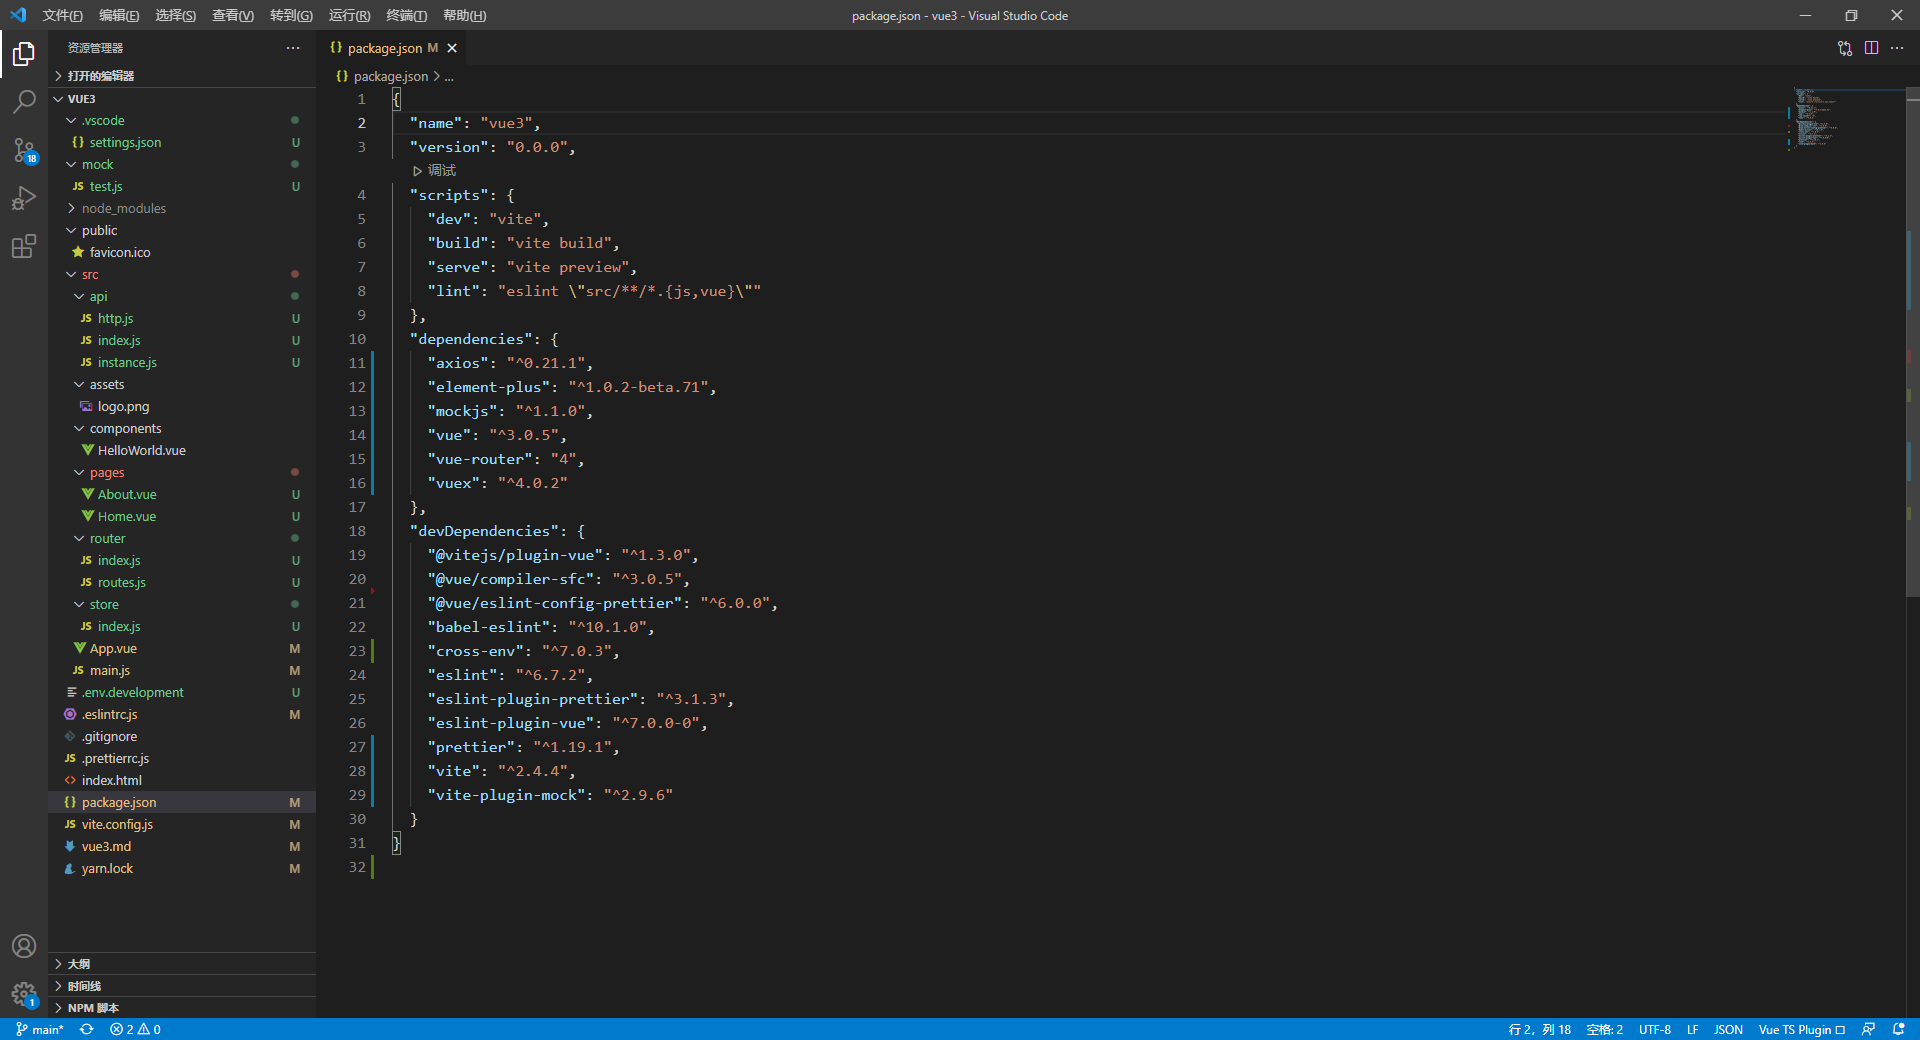 文件(F) 编辑(E) 选择(S) 查看(V) 转到(G) 运行(R) 终端(T) 帮助(H)
package.json - vue3 - Visual Studio Code
资源管理器
打开的编辑器
VUE3
.vscode
settings.json U
mock
test.js U
node_modules
public
favicon.ico
src
api
http.js U
index.js U
instance.js U
assets
logo.png
components
HelloWorld.vue
pages
About.vue U
Home.vue U
router
index.js U
routes.js U
store
index.js U
App.vue M
main.js M
.env.development U
.eslintrc.js M
.gitignore
.prettierrc.js
index.html
package.json M
vite.config.js M
vue3.md M
yarn.lock M
大纲
时间线
NPM 脚本
18
1
package.json M
package.json > ...
1 {
2 "name": "vue3",
3 "version": "0.0.0",
调试
4 "scripts": {
5 "dev": "vite",
6 "build": "vite build",
7 "serve": "vite preview",
8 "lint": "eslint \"src/**/*.{js,vue}\""
9 },
10 "dependencies": {
11 "axios": "^0.21.1",
12 "element-plus": "^1.0.2-beta.71",
13 "mockjs": "^1.1.0",
14 "vue": "^3.0.5",
15 "vue-router": "4",
16 "vuex": "^4.0.2"
17 },
18 "devDependencies": {
19 "@vitejs/plugin-vue": "^1.3.0",
20 "@vue/compiler-sfc": "^3.0.5",
21 "@vue/eslint-config-prettier": "^6.0.0",
22 "babel-eslint": "^10.1.0",
23 "cross-env": "^7.0.3",
24 "eslint": "^6.7.2",
25 "eslint-plugin-prettier": "^3.1.3",
26 "eslint-plugin-vue": "^7.0.0-0",
27 "prettier": "^1.19.1",
28 "vite": "^2.4.4",
29 "vite-plugin-mock": "^2.9.6"
30 }
31 }
32
main* 2 0
行 2，列 18 空格: 2 UTF-8 LF JSON Vue TS Plugin